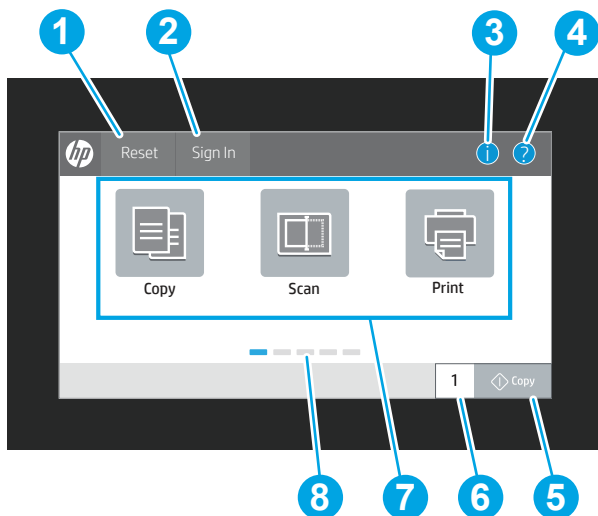 1 2 3 4
hp Reset Sign In i ?
Copy Scan Print
1 Copy
8 7 6 5